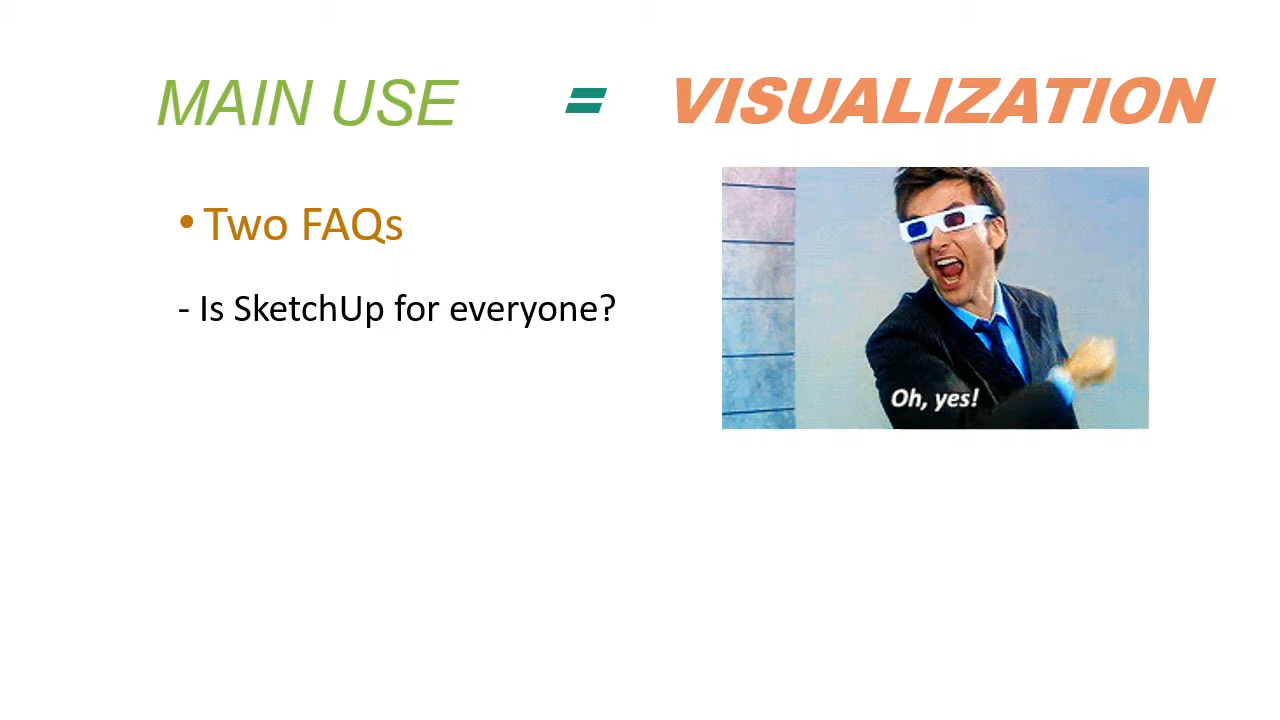 MAIN USE = VISUALIZATION
• Two FAQs
- Is SketchUp for everyone?
Oh, yes!